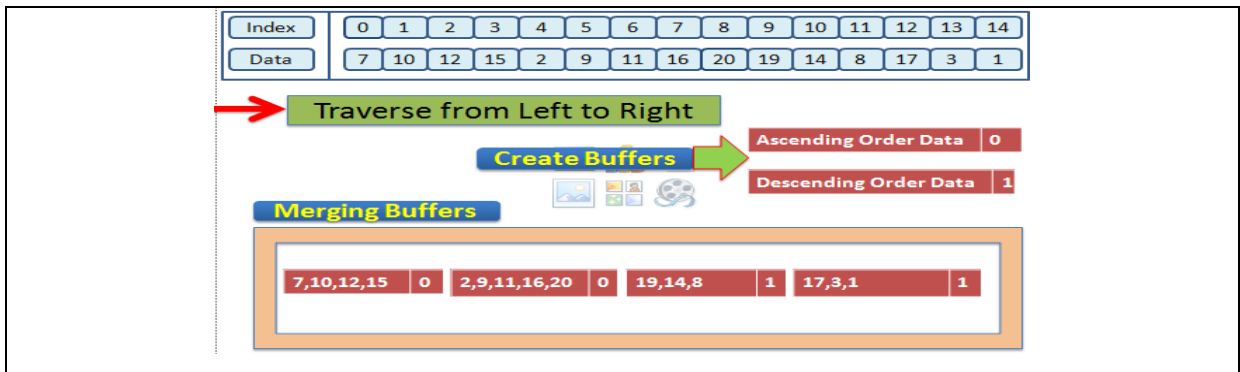 Index 0 1 2 3 4 5 6 7 8 9 10 11 12 13 14
Data 7 10 12 15 2 9 11 16 20 19 14 8 17 3 1
Traverse from Left to Right
Ascending Order Data 0
Create Buffers
Descending Order Data 1
Merging Buffers
7,10,12,15 0 2,9,11,16,20 0 19,14,8 1 17,3,1 1